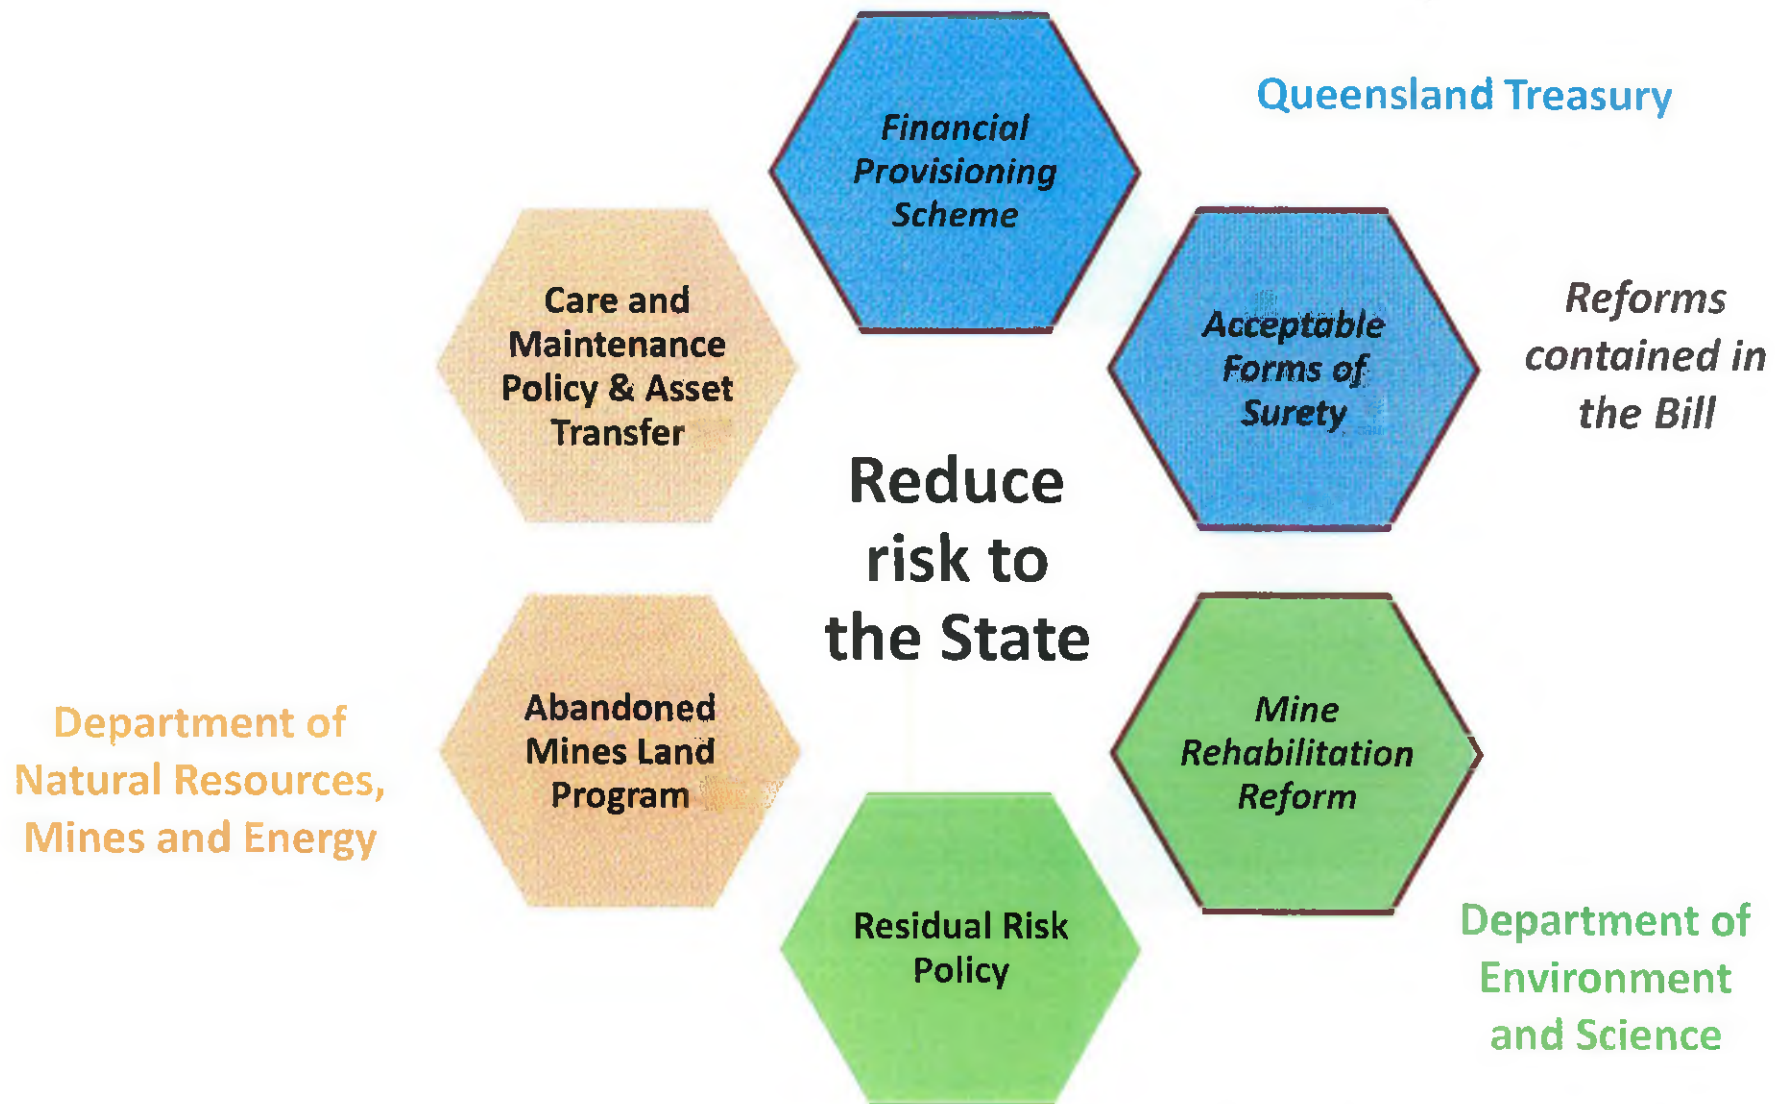 Financial
Provisioning
Scheme
Queensland Treasury
Care and
Maintenance
Policy & Asset
Transfer
Acceptable
Forms of
Surety
Reforms
contained in
the Bill
Reduce
risk to
the State
Department of
Natural Resources,
Mines and Energy
Abandoned
Mines Land
Program
Mine
Rehabilitation
Reform
Residual Risk
Policy
Department of
Environment
and Science